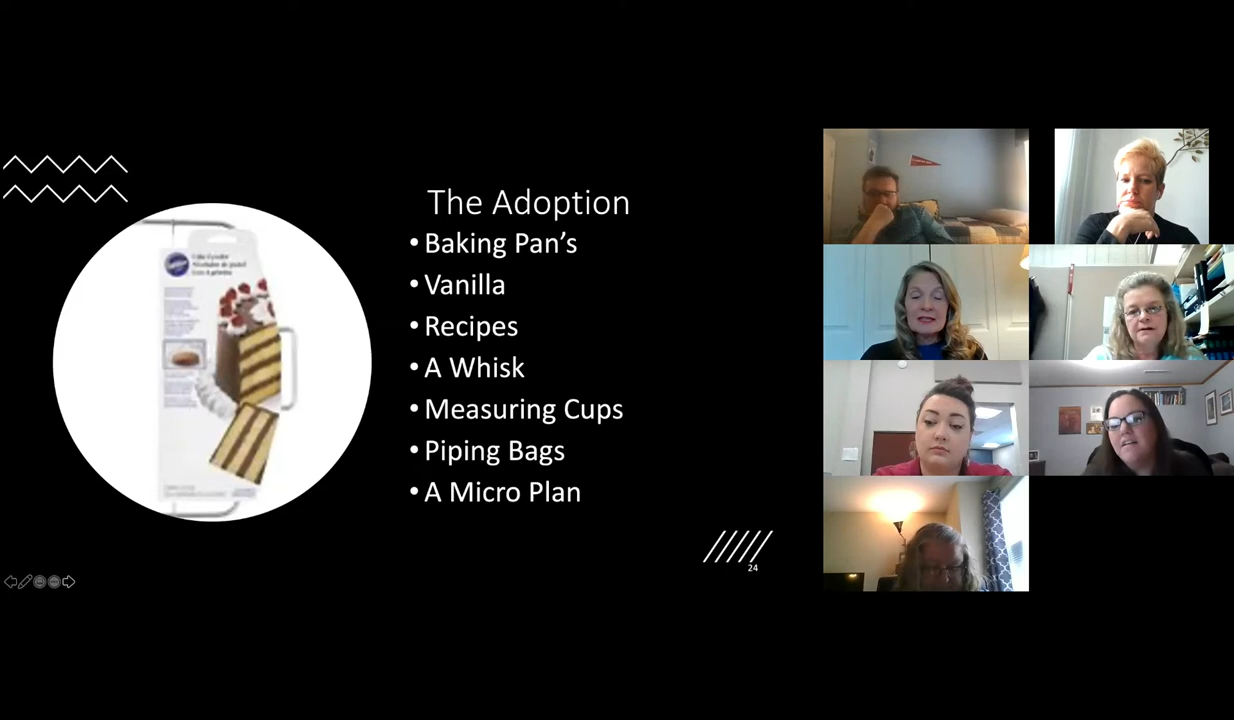 The Adoption
• Baking Pan’s
• Vanilla
• Recipes
• A Whisk
• Measuring Cups
• Piping Bags
• A Micro Plan
24